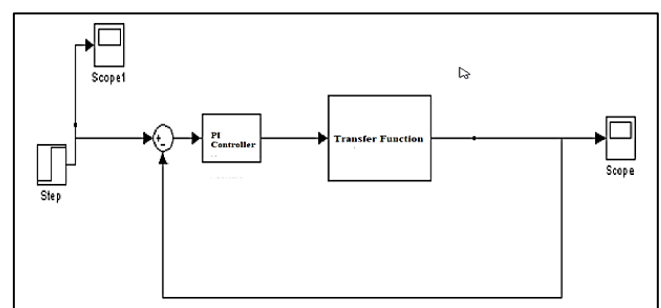 Scope1
+
-
PI
Controller
Transfer Function
Step
Scope